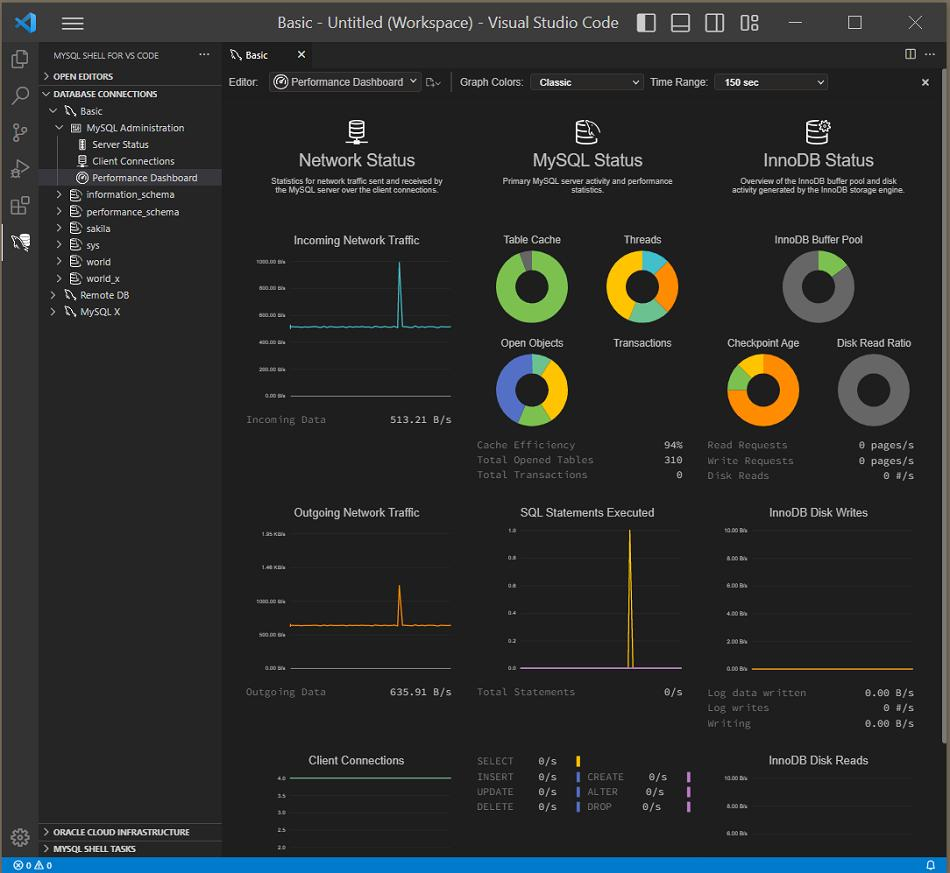 Basic - Untitled (Workspace) - Visual Studio Code
MYSQL SHELL FOR VS CODE
···
OPEN EDITORS
DATABASE CONNECTIONS
Basic
MySQL Administration
Server Status
Client Connections
Performance Dashboard
information_schema
performance_schema
sakila
sys
world
world_x
Remote DB
MySQL X
ORACLE CLOUD INFRASTRUCTURE
MYSQL SHELL TASKS
0 0
Basic
Editor: Performance Dashboard Graph Colors: Classic Time Range: 150 sec
Network Status
Statistics for network traffic sent and received by
the MySQL server over the client connections.
MySQL Status
Primary MySQL server activity and performance
statistics.
InnoDB Status
Overview of the InnoDB buffer pool and disk
activity generated by the InnoDB storage engine.
Incoming Network Traffic
1000.00 B/s
800.00 B/s
600.00 B/s
400.00 B/s
200.00 B/s
0.00 B/s
Incoming Data 513.21 B/s
Table Cache Threads
Open Objects Transactions
Cache Efficiency 94%
Total Opened Tables 310
Total Transactions 0
InnoDB Buffer Pool
Checkpoint Age Disk Read Ratio
Read Requests 0 pages/s
Write Requests 0 pages/s
Disk Reads 0 #/s
Outgoing Network Traffic
1.95 KB/s
1.46 KB/s
1000.00 B/s
500.00 B/s
0.00 B/s
Outgoing Data 635.91 B/s
SQL Statements Executed
1.0
0.8
0.6
0.4
0.2
0.0
Total Statements 0/s
InnoDB Disk Writes
10.00 B/s
8.00 B/s
6.00 B/s
4.00 B/s
2.00 B/s
0.00 B/s
Log data written 0.00 B/s
Log writes 0 #/s
Writing 0.00 B/s
Client Connections
4.0
3.5
3.0
2.5
2.0
SELECT 0/s
INSERT 0/s CREATE 0/s
UPDATE 0/s ALTER 0/s
DELETE 0/s DROP 0/s
InnoDB Disk Reads
10.00 B/s
8.00 B/s
6.00 B/s